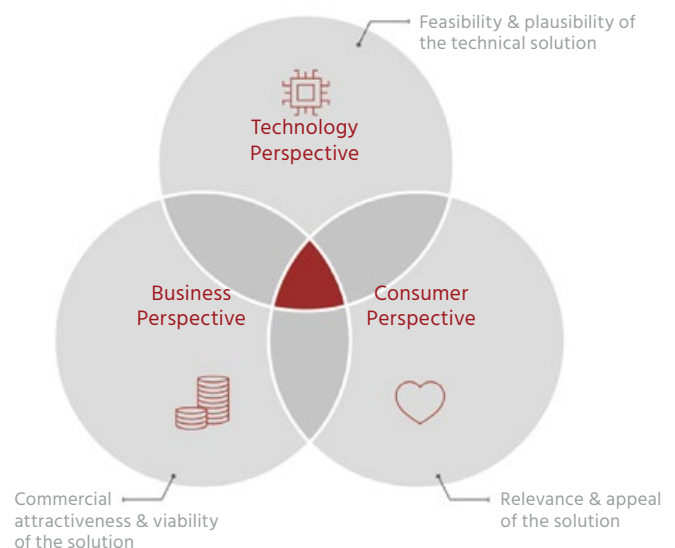 Feasibility & plausibility of
the technical solution
Technology
Perspective
Business
Perspective
Consumer
Perspective
Commercial
attractiveness & viability
of the solution
Relevance & appeal
of the solution